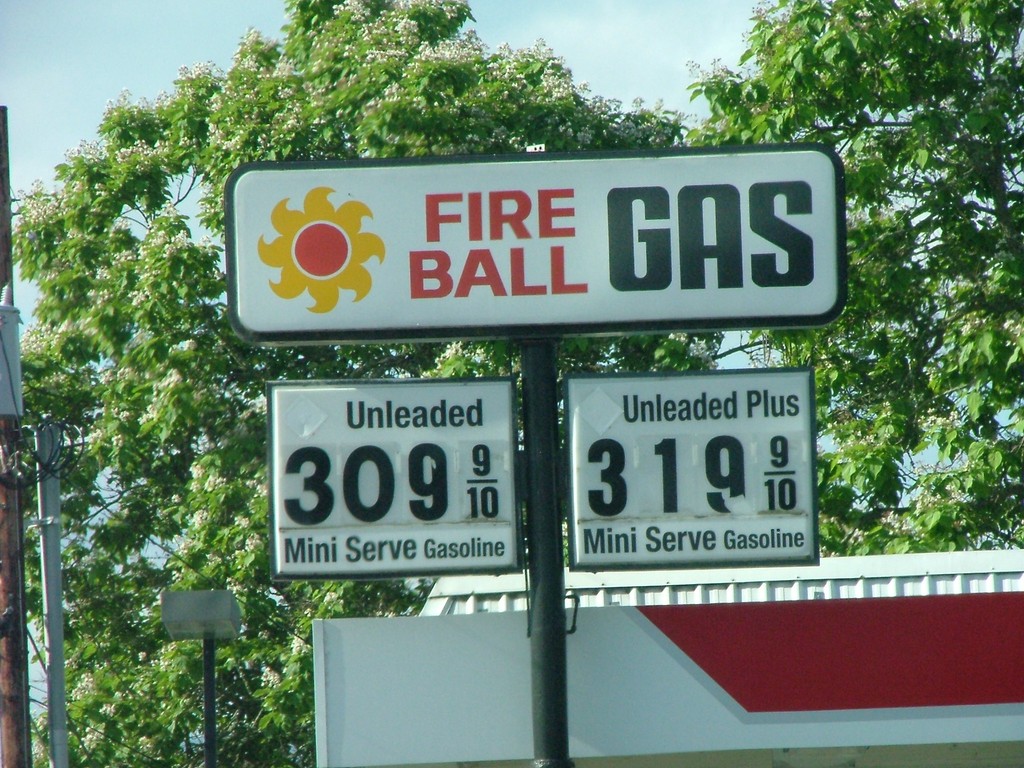 FIRE
BALL
GAS
Unleaded
309 9/10
Mini Serve Gasoline
Unleaded Plus
319 9/10
Mini Serve Gasoline